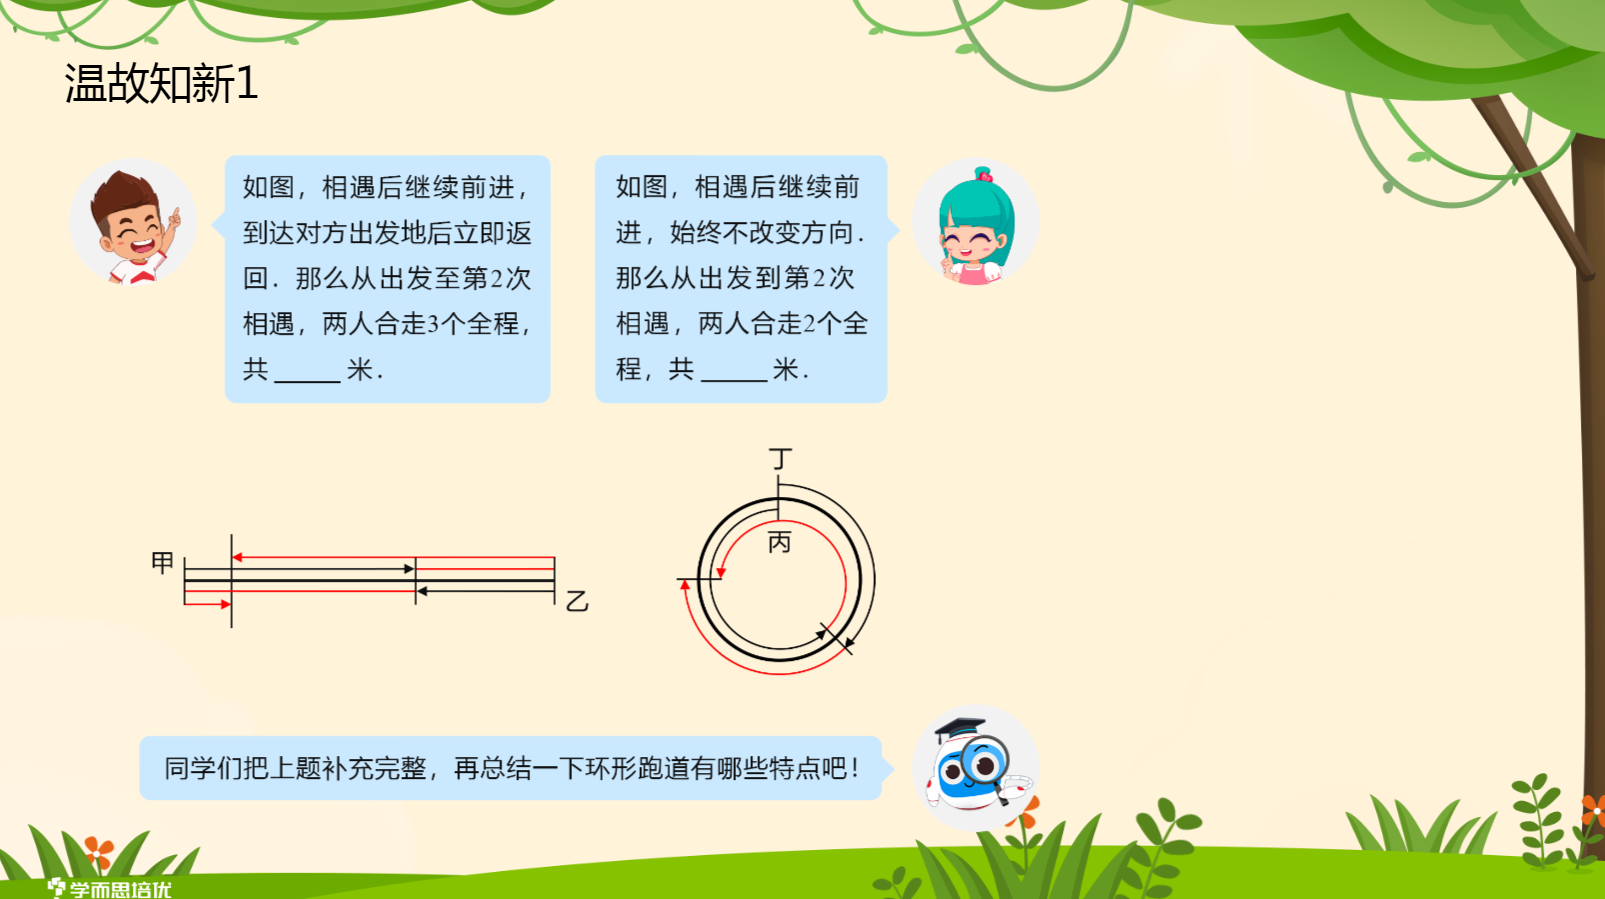 温故知新1
如图，相遇后继续前进，
到达对方出发地后立即返
回．那么从出发至第2次
相遇，两人合走3个全程，
共 _____ 米．
如图，相遇后继续前
进，始终不改变方向．
那么从出发到第2次
相遇，两人合走2个全
程，共 _____ 米．
丁
丙
甲
乙
同学们把上题补充完整，再总结一下环形跑道有哪些特点吧！
学而思培优